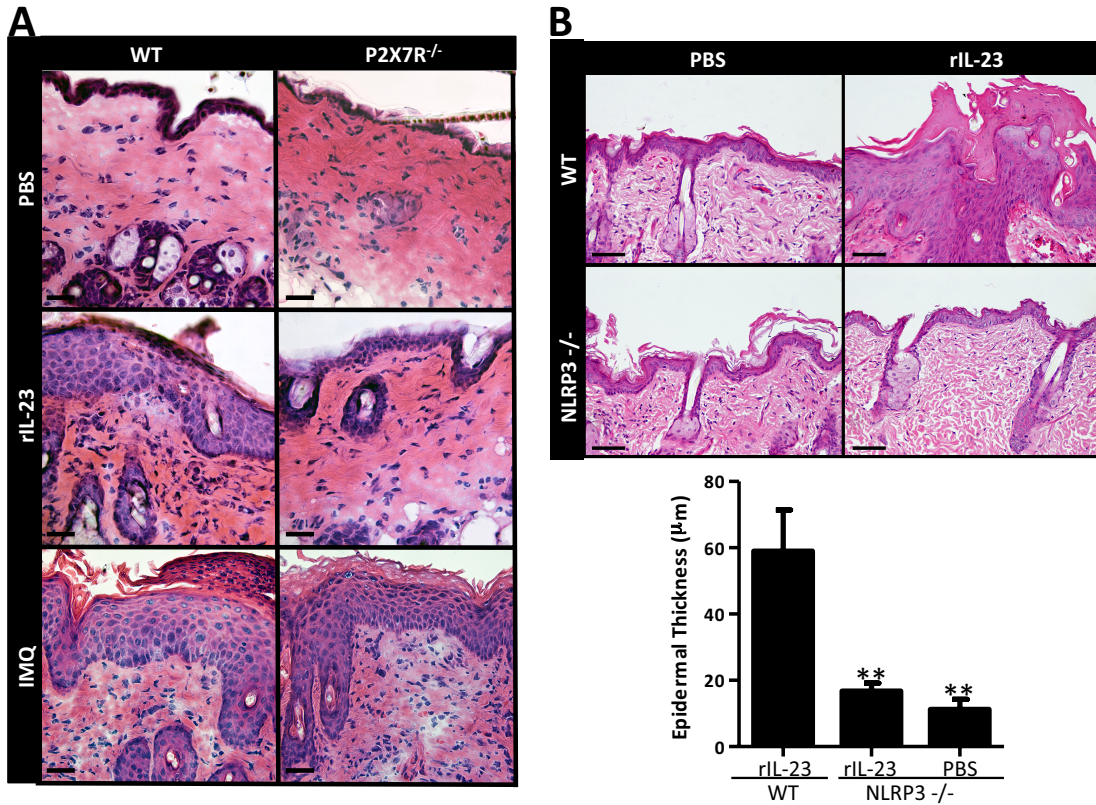 A
WT P2X7R-/-
PBS
rIL-23
IMQ
B
PBS rIL-23
WT
NLRP3 -/-
80
60
40
20
0
Epidermal Thickness (μm)
** **
rIL-23 rIL-23 PBS
WT NLRP3 -/-